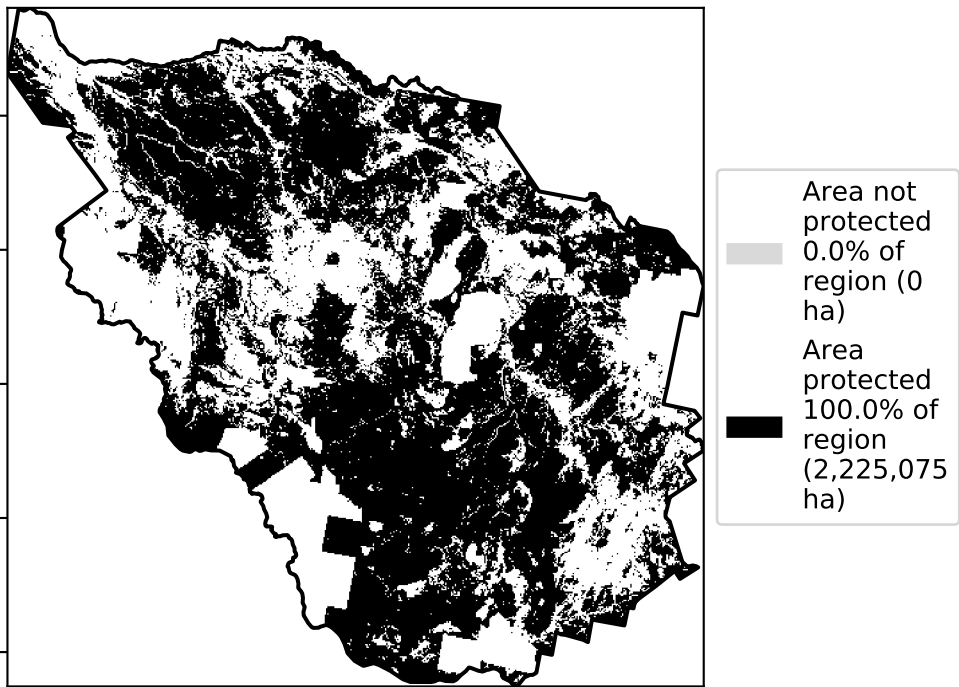 Area not
protected
0.0% of
region (0
ha)
Area
protected
100.0% of
region
(2,225,075
ha)